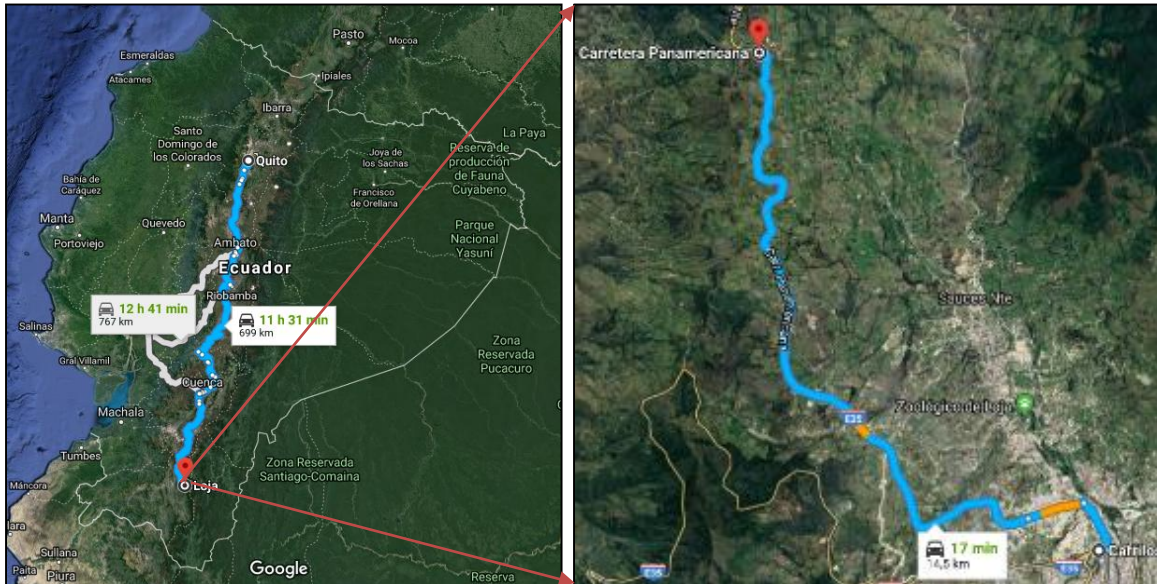 Pasto
Mocoa
Esmeraldas
Atacames
Ipiales
Ibarra
La Paya
Santo
Domingo de
los Colorados
Quito
Joya de
los Sachas
Reserva de
producción
de Fauna
Cuyabeno
Bahía de
Caráquez
Francisco
de Orellana
Manta
Portoviejo
Quevedo
Parque
Nacional
Yasuní
Ambato
Ecuador
Riobamba
12 h 41 min
767 km
11 h 31 min
699 km
Salinas
Gral Villamil
Zona
Reservada
Pucacuro
Cuenca
Machala
Tumbes
Zona Reservada
Santiago-Comaina
Loja
Máncora
Sullana
Paita
Piura
Google
Reserva
Carretera Panamericana
Sauces Nte
Zoológico de Loja
E35
17 min
14,5 km
E35